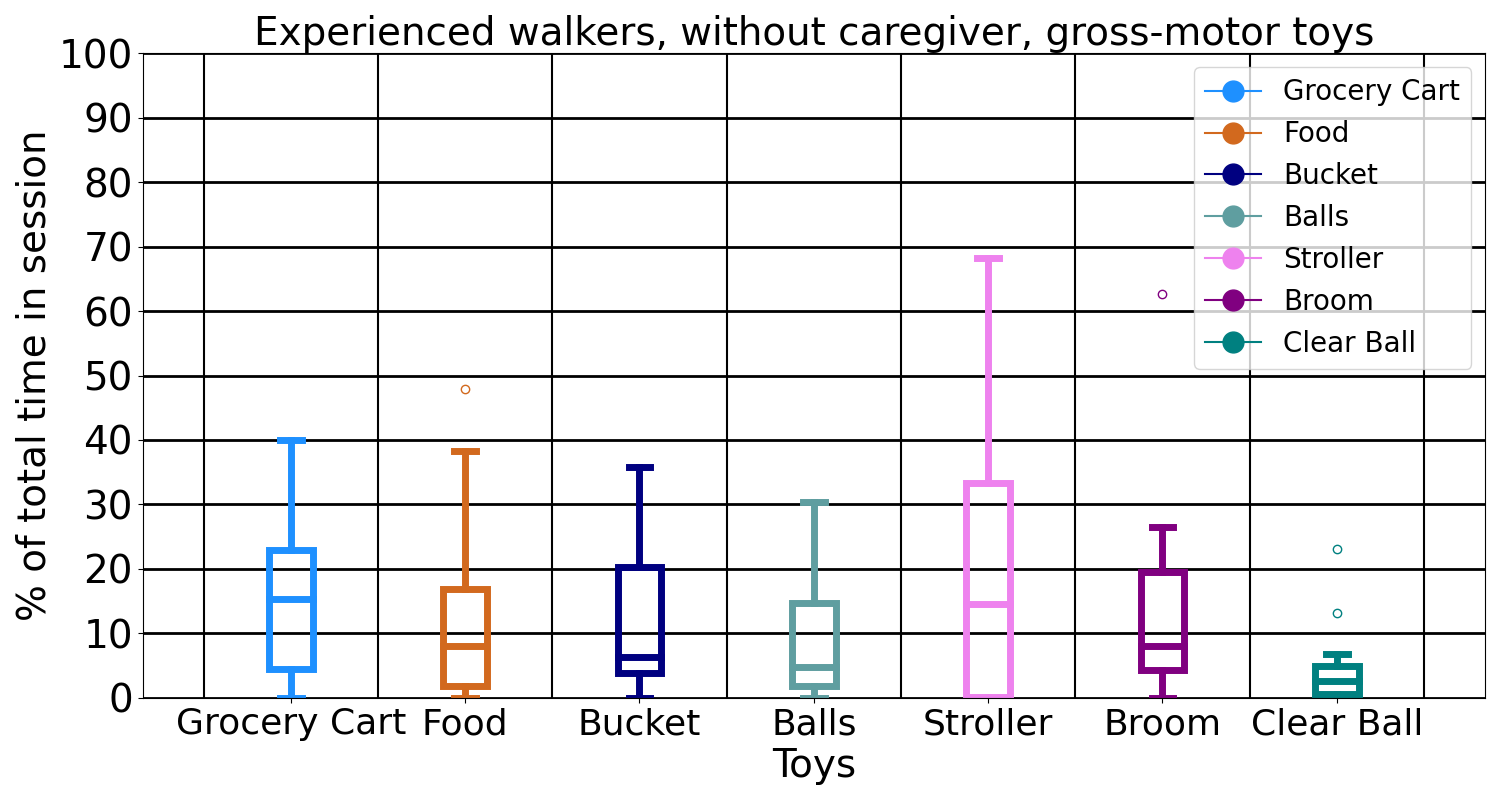 Experienced walkers, without caregiver, gross-motor toys
% of total time in session
100
90
80
70
60
50
40
30
20
10
0
Grocery Cart
Food
Bucket
Balls
Stroller
Broom
Clear Ball
Grocery Cart Food Bucket Balls Stroller Broom Clear Ball
Toys